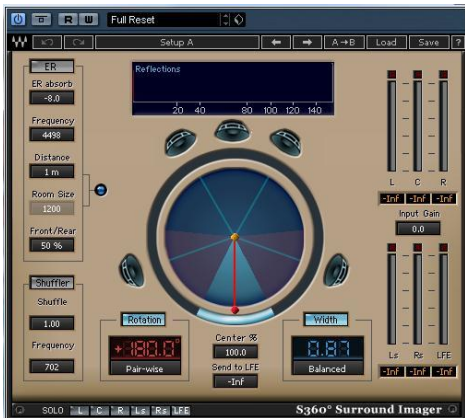 R W Full Reset
Setup A A→B Load Save ?
ER
ER absorb
-8.0
Frequency
4498
Distance
1 m
Room Size
1200
Front/Rear
50 %
Shuffler
Shuffle
1.00
Frequency
702
Reflections
20 40 80 100 120 140
L C R
-Inf -Inf -Inf
Input Gain
0.0
Ls Rs LFE
-Inf -Inf -Inf
Rotation
+180.0°
Pair-wise
Center %
100.0
Send to LFE
-Inf
Width
0.87
Balanced
SOLO L C R Ls Rs LFE
S360° Surround Imager